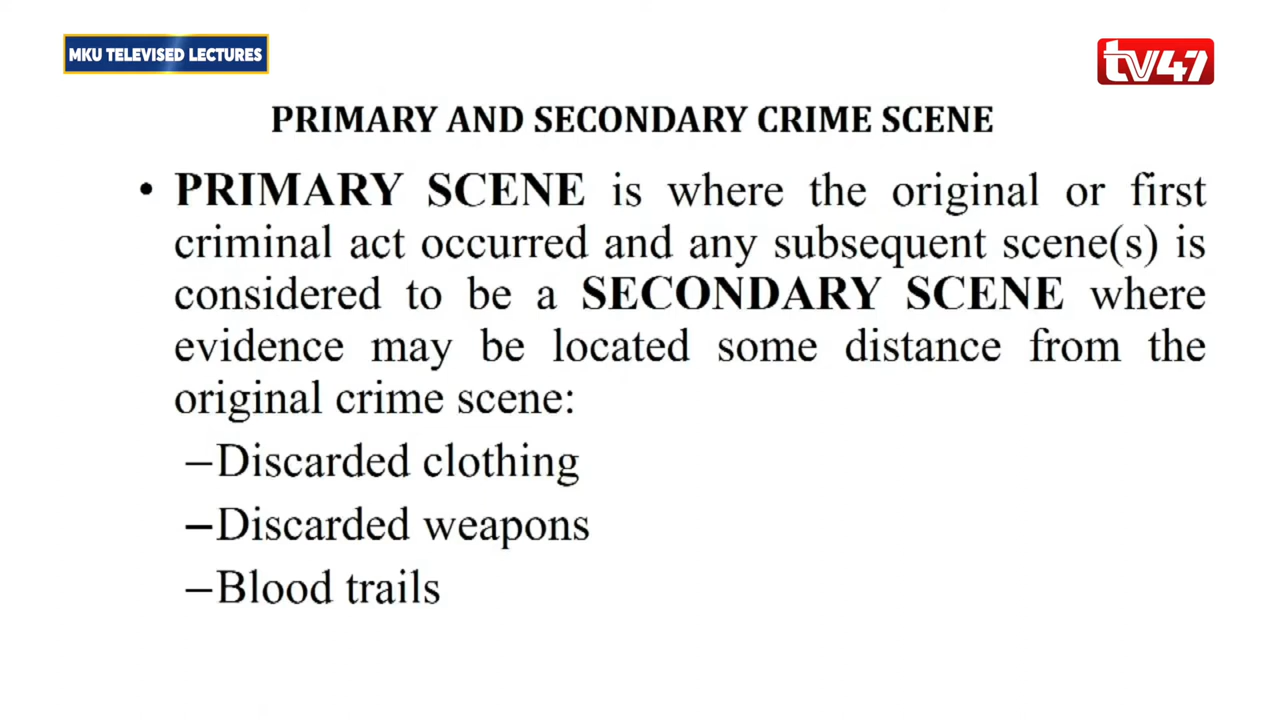 MKU TELEVISED LECTURES
tv47
PRIMARY AND SECONDARY CRIME SCENE
• PRIMARY SCENE is where the original or first
criminal act occurred and any subsequent scene(s) is
considered to be a SECONDARY SCENE where
evidence may be located some distance from the
original crime scene:
–Discarded clothing
–Discarded weapons
–Blood trails